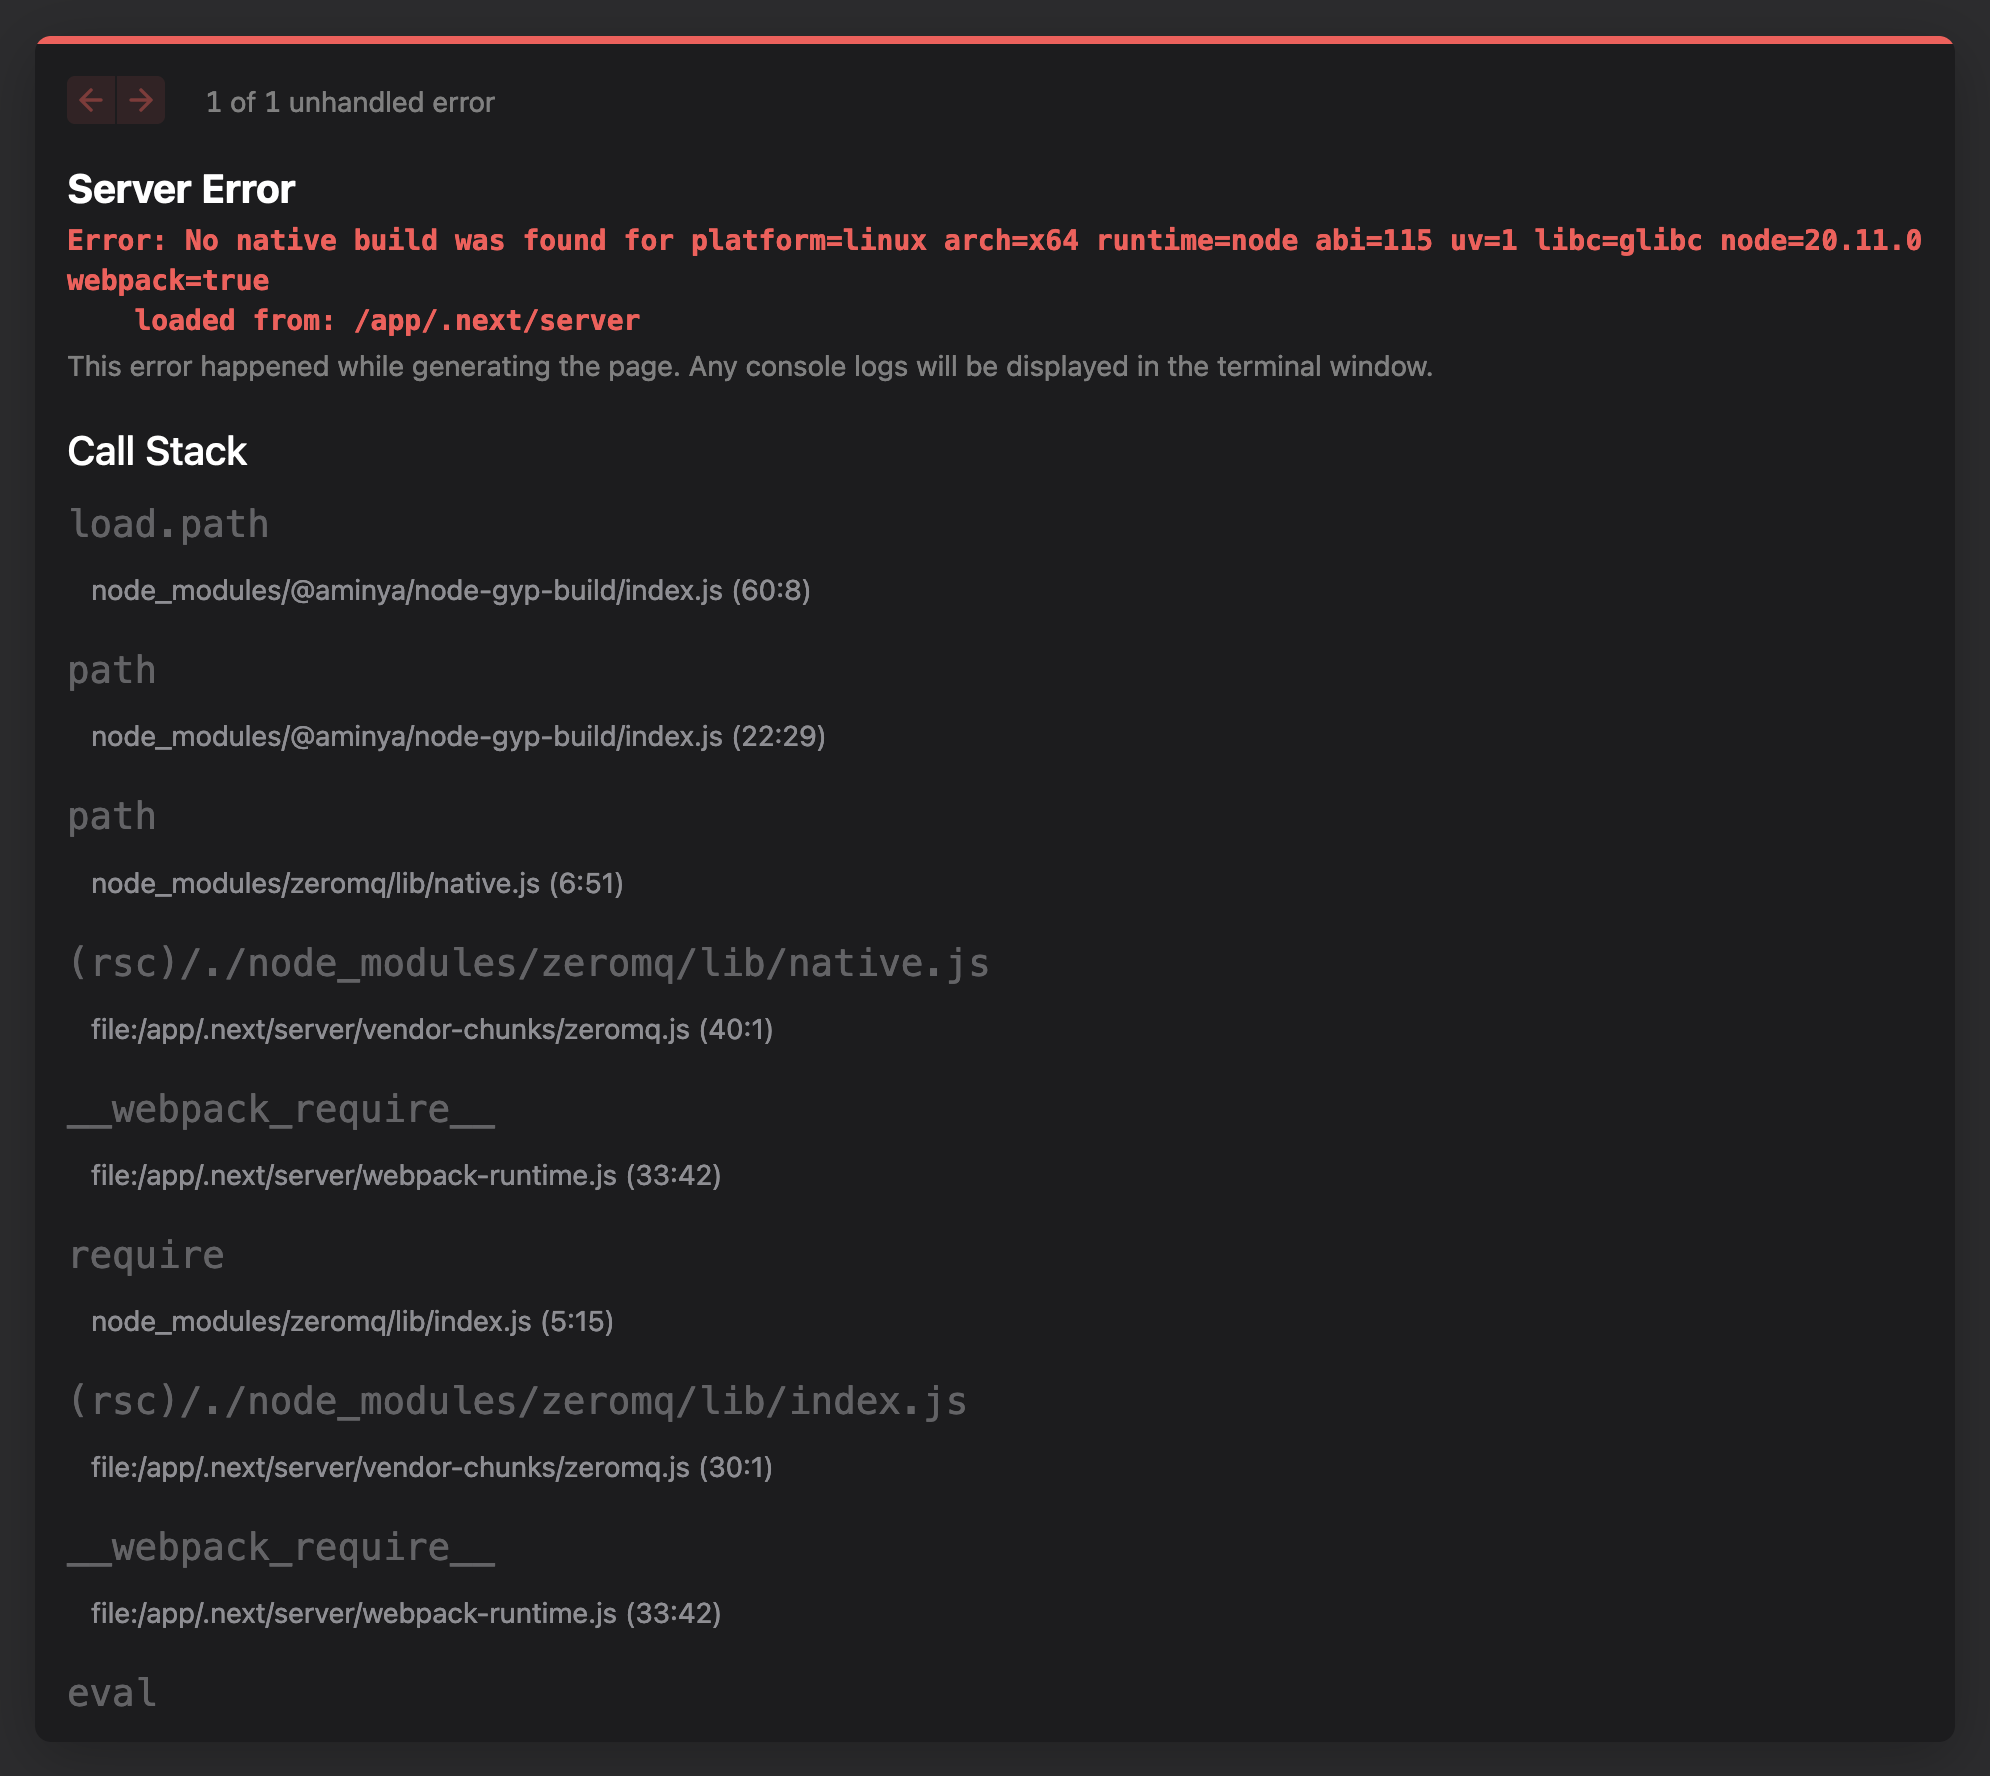 1 of 1 unhandled error
Server Error
Error: No native build was found for platform=linux arch=x64 runtime=node abi=115 uv=1 libc=glibc node=20.11.0
webpack=true
loaded from: /app/.next/server
This error happened while generating the page. Any console logs will be displayed in the terminal window.
Call Stack
load.path
node_modules/@aminya/node-gyp-build/index.js (60:8)
path
node_modules/@aminya/node-gyp-build/index.js (22:29)
path
node_modules/zeromq/lib/native.js (6:51)
(rsc)/./node_modules/zeromq/lib/native.js
file:/app/.next/server/vendor-chunks/zeromq.js (40:1)
__webpack_require__
file:/app/.next/server/webpack-runtime.js (33:42)
require
node_modules/zeromq/lib/index.js (5:15)
(rsc)/./node_modules/zeromq/lib/index.js
file:/app/.next/server/vendor-chunks/zeromq.js (30:1)
__webpack_require__
file:/app/.next/server/webpack-runtime.js (33:42)
eval